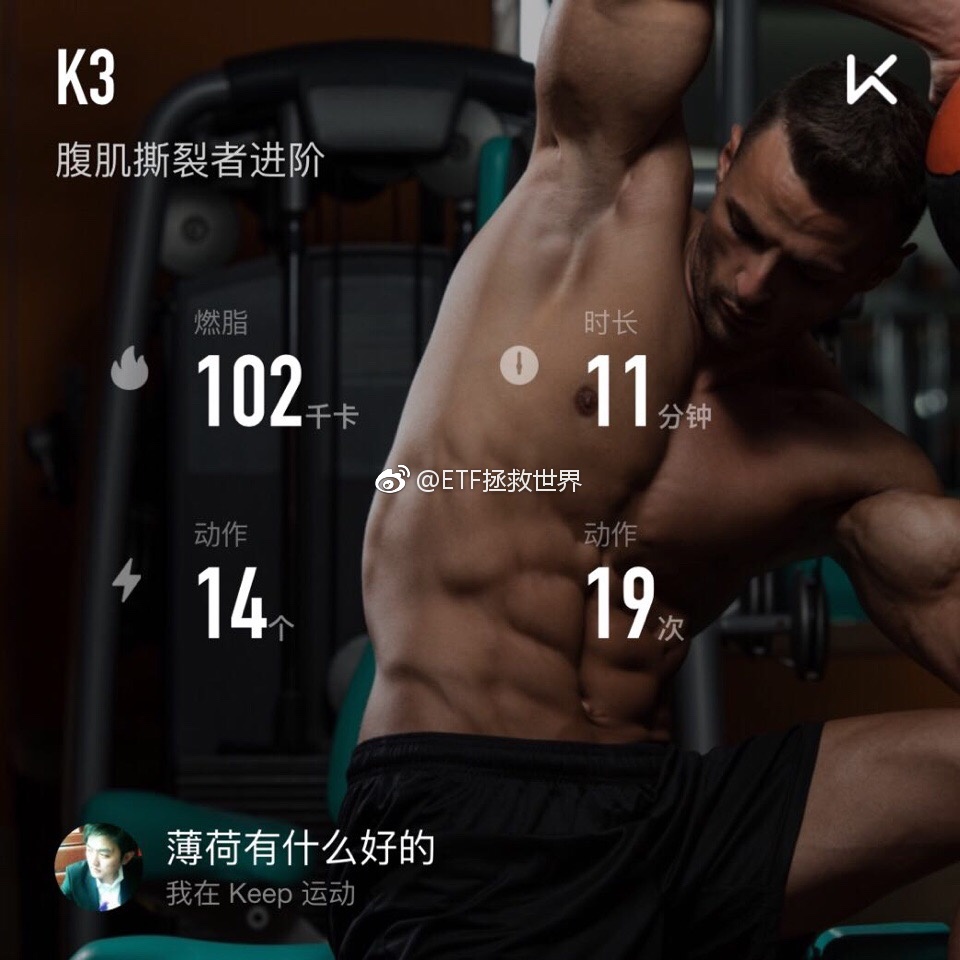 K3
腹肌撕裂者进阶
燃脂
102千卡
时长
11分钟
@ETF拯救世界
动作
14个
动作
19次
薄荷有什么好的
我在 Keep 运动